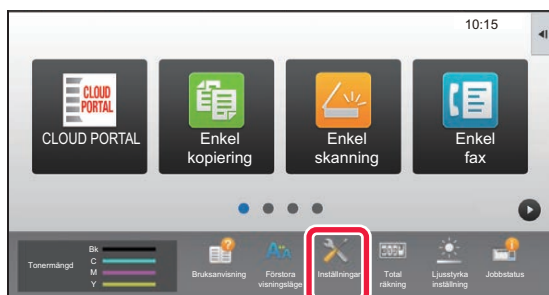 10:15
CLOUD
PORTAL
CLOUD PORTAL
Enkel
kopiering
Enkel
skanning
Enkel
fax
Tonermängd
Bk
C
M
Y
Bruksanvisning
Förstora
visningsläge
Inställningar
Total
räkning
Ljusstyrka
inställning
Jobbstatus